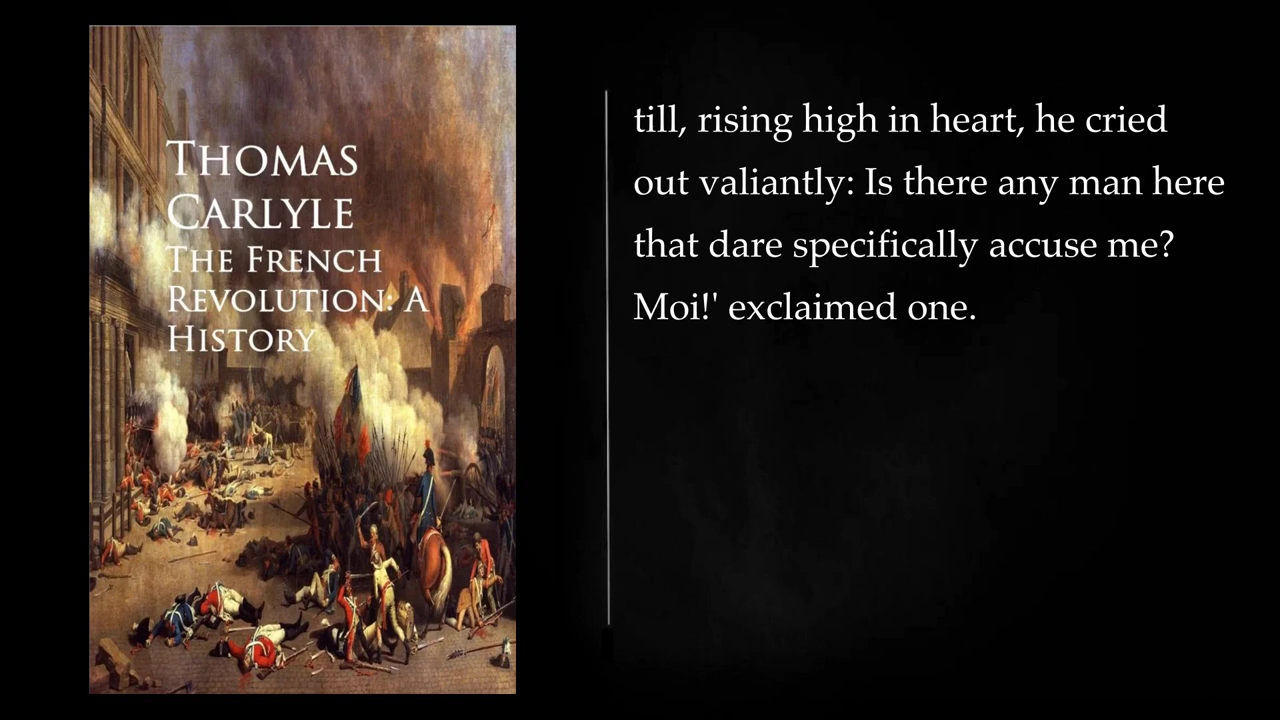 THOMAS
CARLYLE
THE FRENCH
REVOLUTION: A
HISTORY
till, rising high in heart, he cried
out valiantly: Is there any man here
that dare specifically accuse me?
Moi!' exclaimed one.